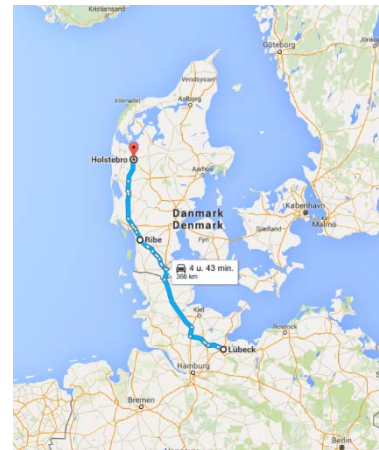 Kristiansand
Göteborg
Vendsyssel
Aalborg
Holstebro
Aarhus
Danmark
Denmark
København
Malmö
Ribe
Fyn
Sjælland
4 u. 43 min.
366 km
Kiel
Rostock
Lübeck
Hamburg
Bremen
Berlin